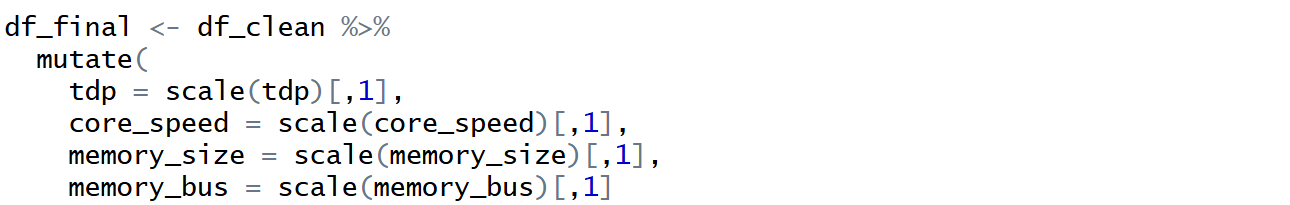 df_final <- df_clean %>%
  mutate(
    tdp = scale(tdp)[,1],
    core_speed = scale(core_speed)[,1],
    memory_size = scale(memory_size)[,1],
    memory_bus = scale(memory_bus)[,1]